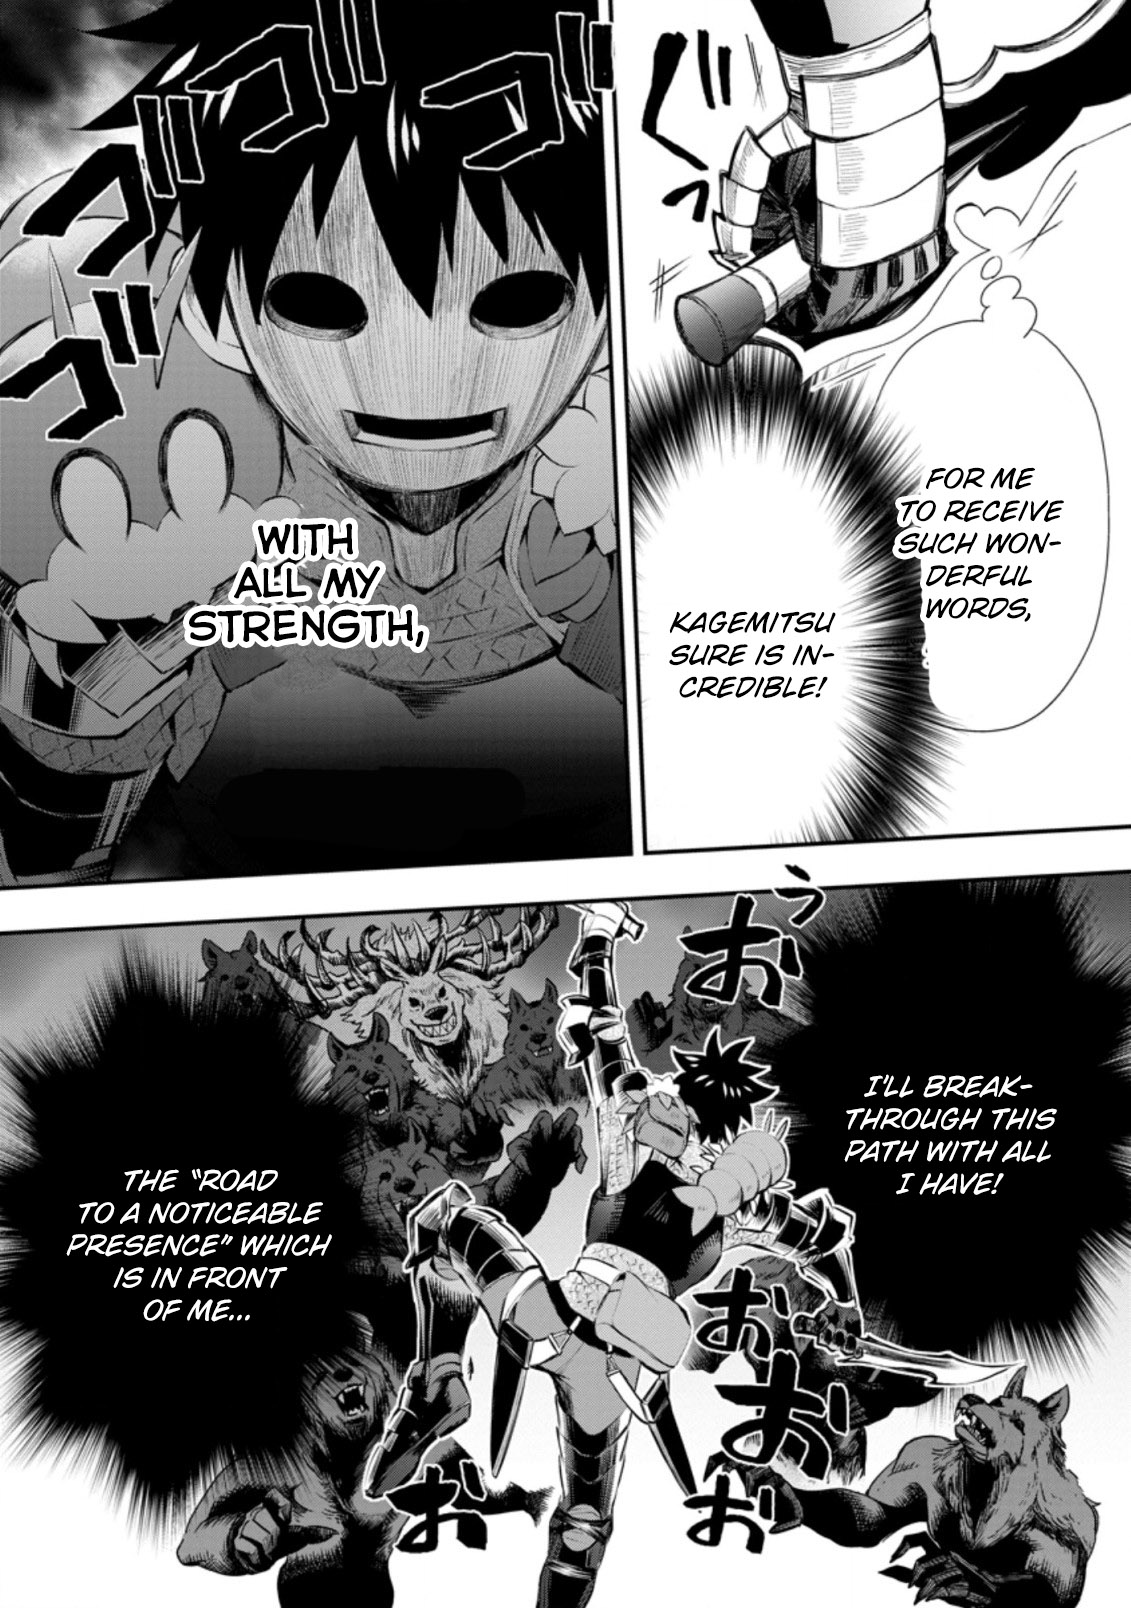 FOR ME
TO RECEIVE
SUCH WON-
DERFUL
WORDS,
KAGEMITSU
SURE IS IN-
CREDIBLE!
ゴ
ゴ
ゴ
ゴ
ゴ
WITH
ALL MY
STRENGTH,
I'LL BREAK-
THROUGH THIS
PATH WITH ALL
I HAVE!
うお
おお
お
お
THE “ROAD
TO A NOTICEABLE
PRESENCE” WHICH
IS IN FRONT
OF ME...